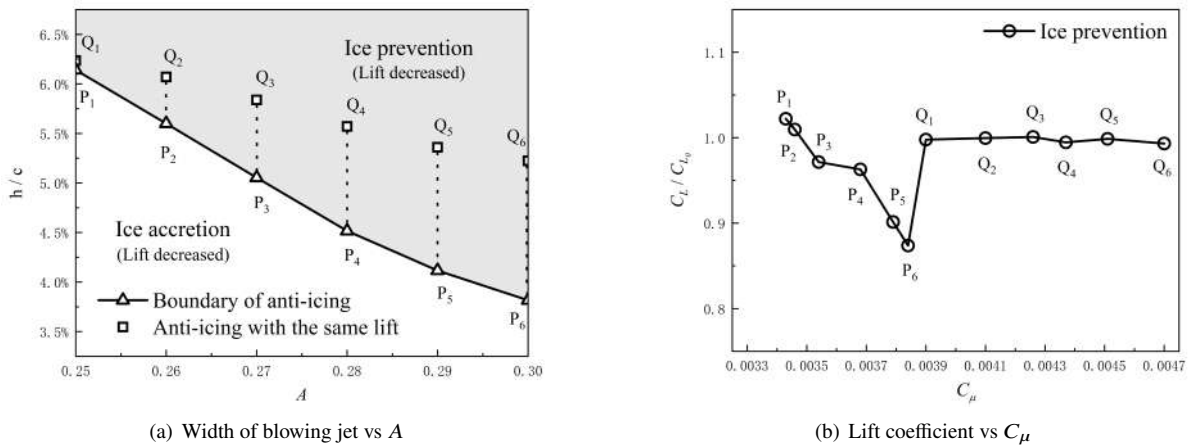 6.5%
6.0%
5.5%
5.0%
4.5%
4.0%
3.5%
h / c
Q1
Q2
Q3
Q4
Q5
Q6
P1
P2
P3
P4
P5
P6
Ice prevention
(Lift decreased)
Ice accretion
(Lift decreased)
Boundary of anti-icing
Anti-icing with the same lift
0.25 0.26 0.27 0.28 0.29 0.30
A
(a) Width of blowing jet vs A
1.1
1.0
0.9
0.8
C_L / C_{L_0}
Ice prevention
P1
P2
P3
P4
P5
P6
Q1
Q2
Q3
Q4
Q5
Q6
0.0033 0.0035 0.0037 0.0039 0.0041 0.0043 0.0045 0.0047
Cμ
(b) Lift coefficient vs Cμ